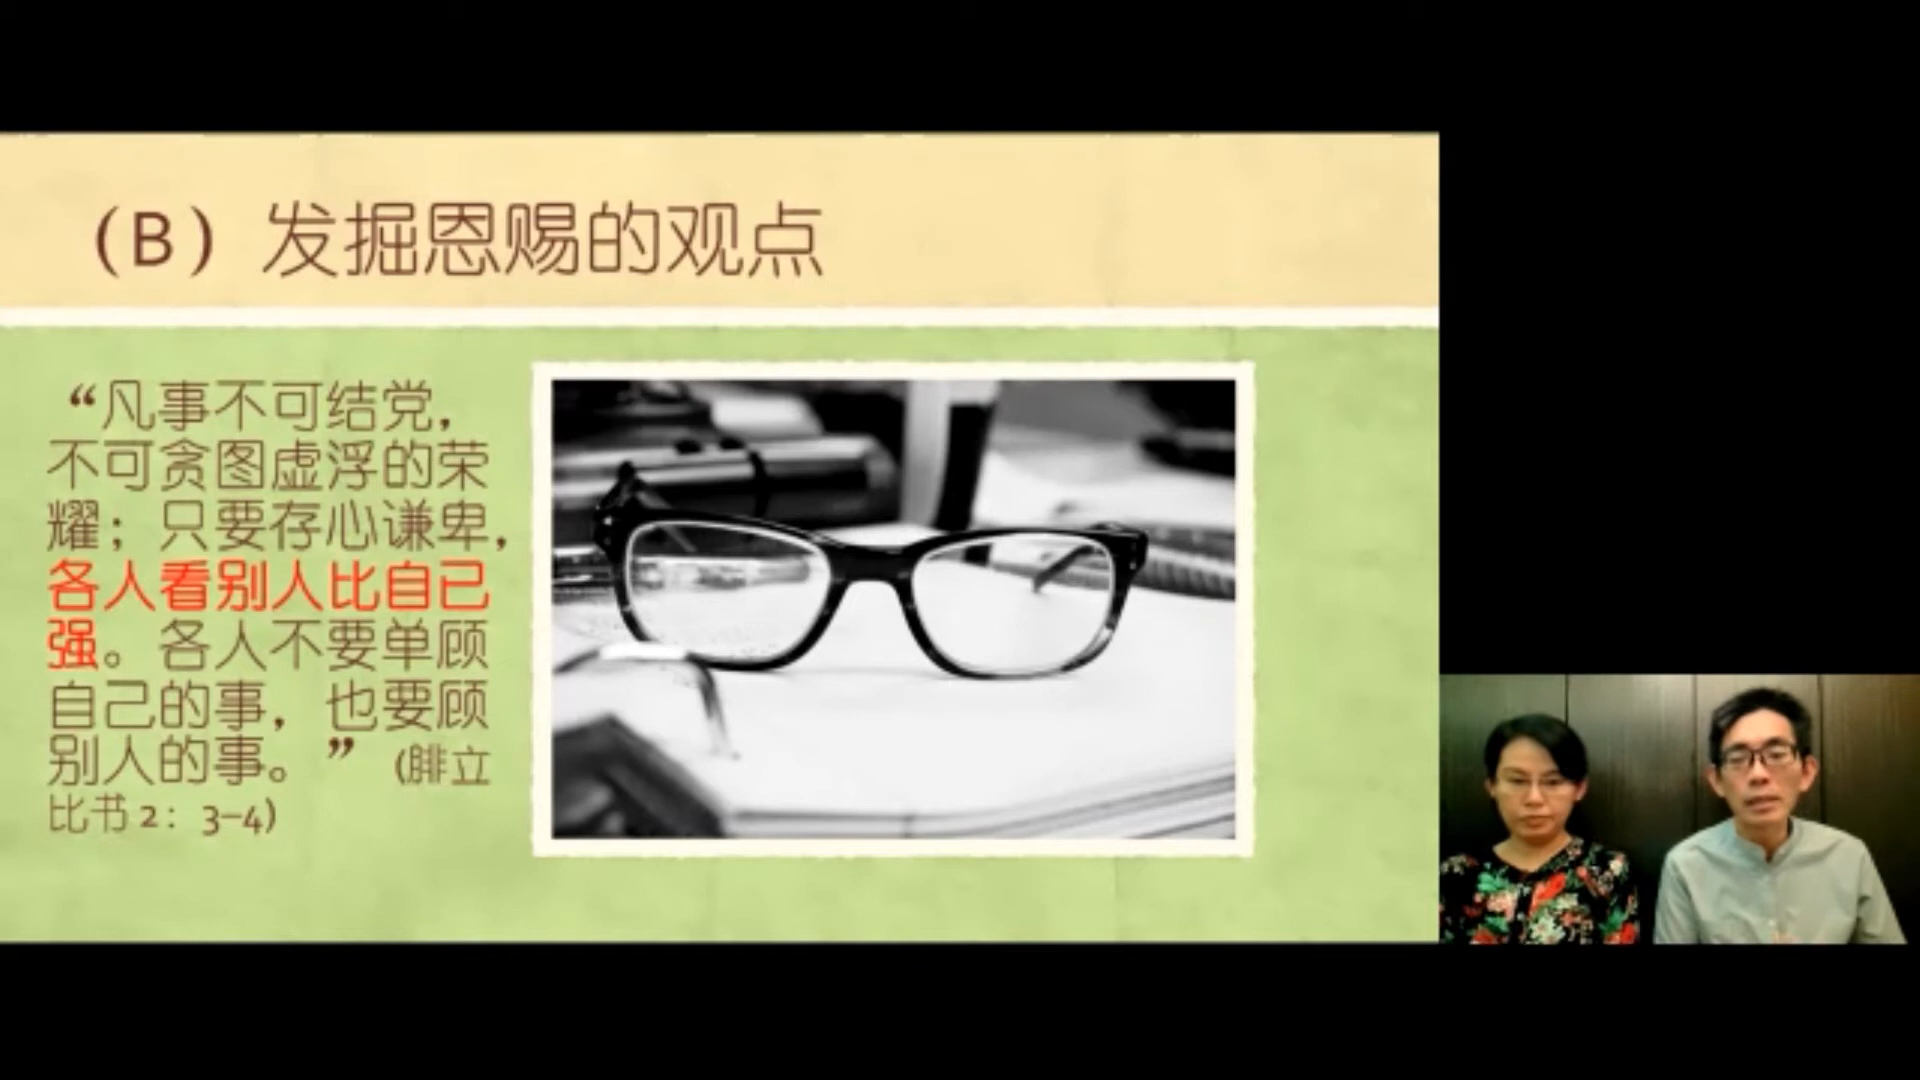 （B）发掘恩赐的观点
“凡事不可结党，
不可贪图虚浮的荣
耀；只要存心谦卑，
各人看别人比自己
强。各人不要单顾
自己的事，也要顾
别人的事。”（腓立
比书 2：3–4）